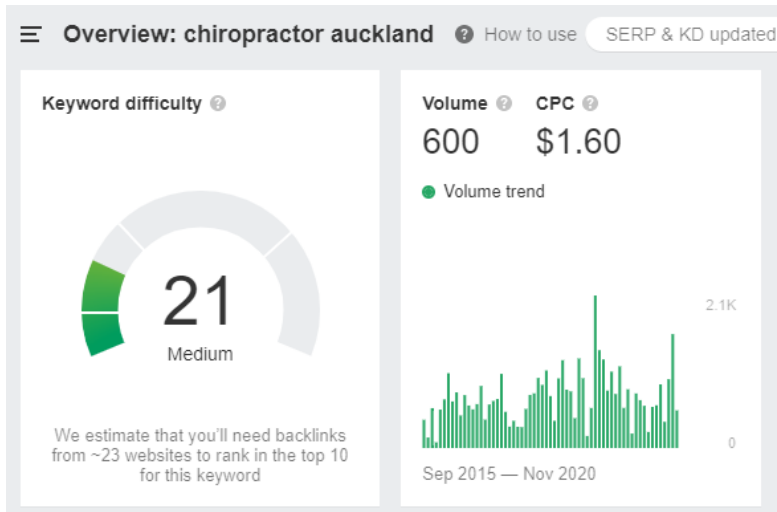 Overview: chiropractor auckland
How to use
SERP & KD updated
Keyword difficulty
21
Medium
We estimate that you'll need backlinks
from ~23 websites to rank in the top 10
for this keyword
Volume CPC
600 $1.60
Volume trend
2.1K
0
Sep 2015 — Nov 2020